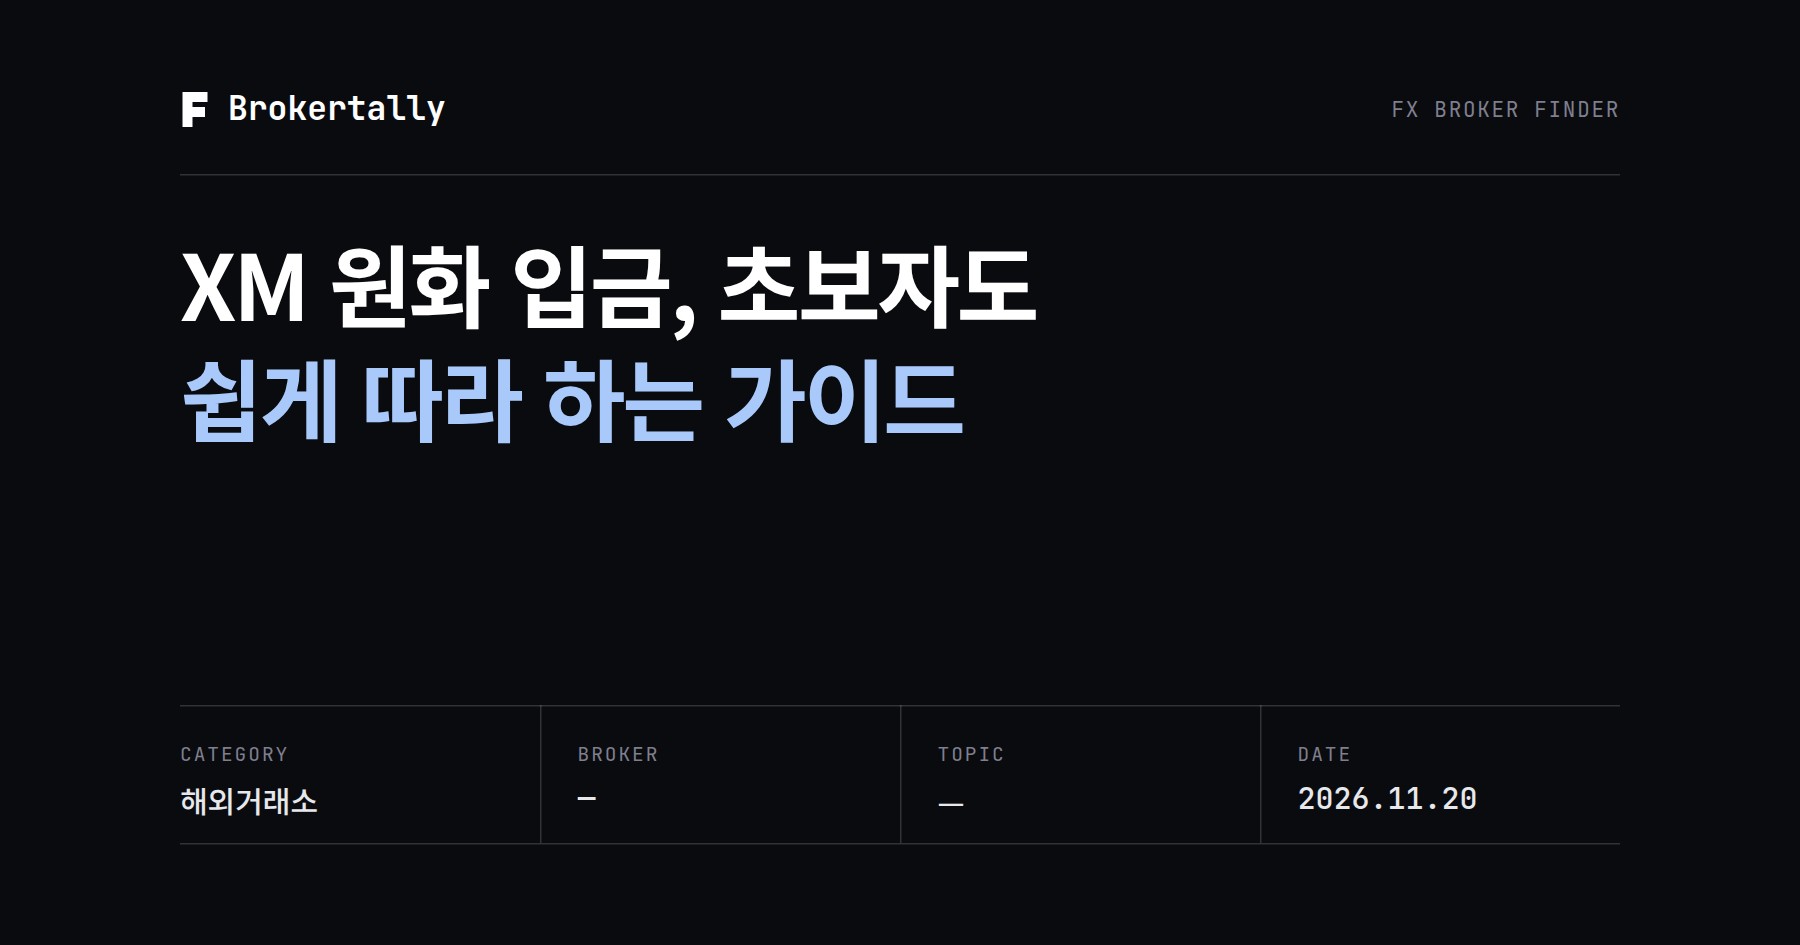 Brokertally
FX BROKER FINDER
XM 원화 입금, 초보자도
쉽게 따라 하는 가이드
CATEGORY
해외거래소
BROKER
—
TOPIC
—
DATE
2026.11.20